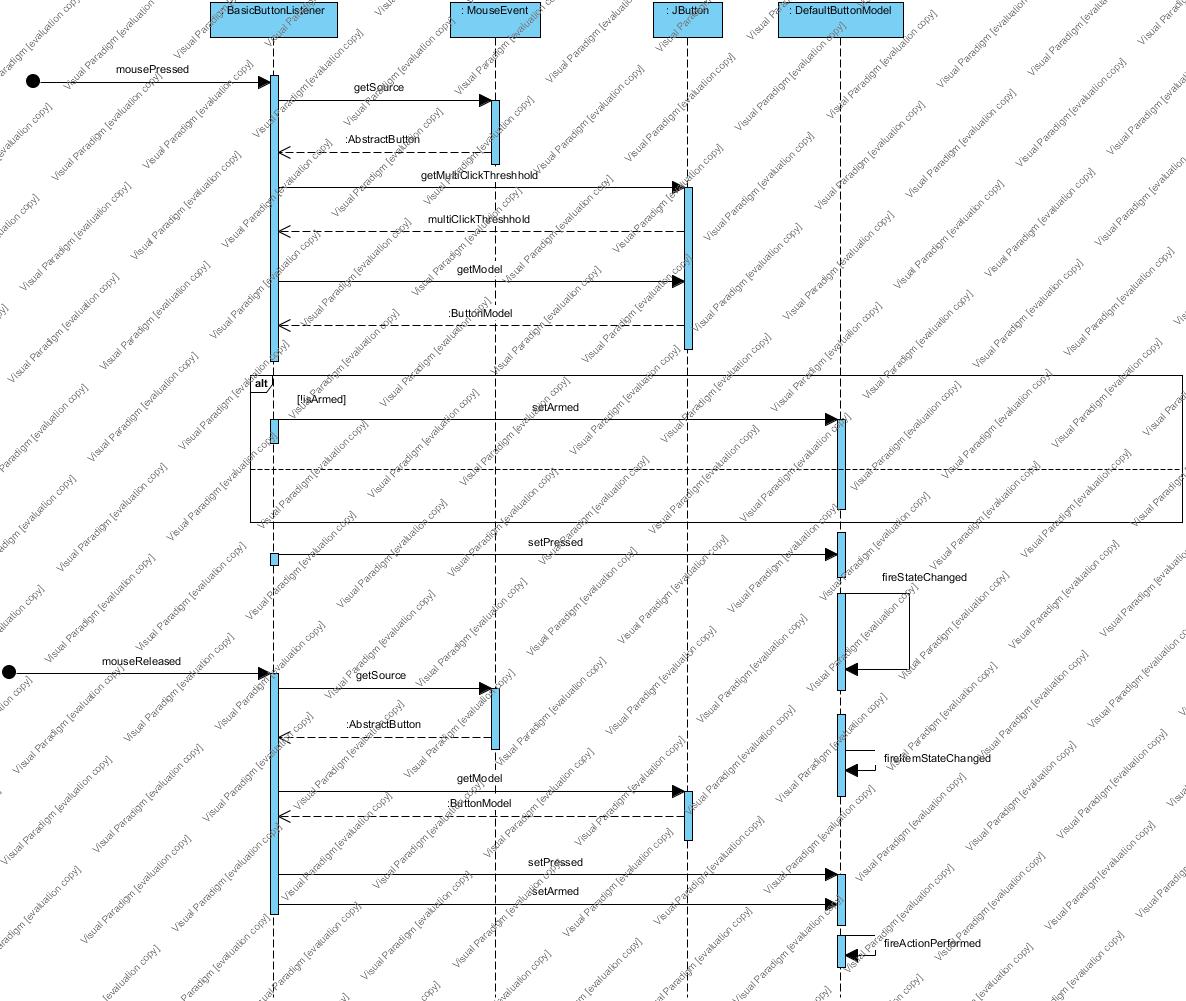 BasicButtonListener
: MouseEvent
: JButton
: DefaultButtonModel
mousePressed
getSource
:AbstractButton
getMultiClickThreshhold
multiClickThreshhold
getModel
:ButtonModel
alt
[!isArmed]
setArmed
setPressed
fireStateChanged
mouseReleased
getSource
:AbstractButton
fireItemStateChanged
getModel
:ButtonModel
setPressed
setArmed
fireActionPerformed
Visual Paradigm [evaluation copy]